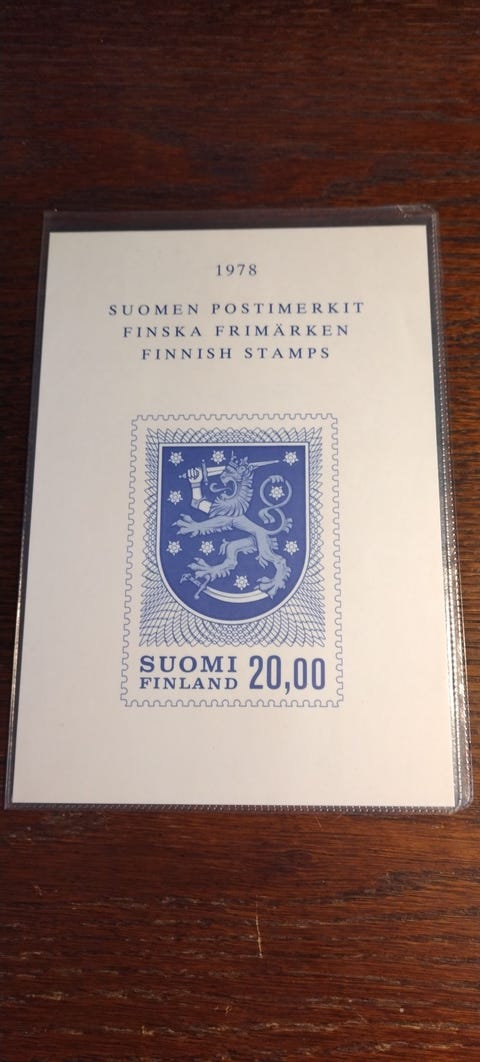 1978
SUOMEN POSTIMERKIT
FINSKA FRIMÄRKEN
FINNISH STAMPS
SUOMI
FINLAND 20,00